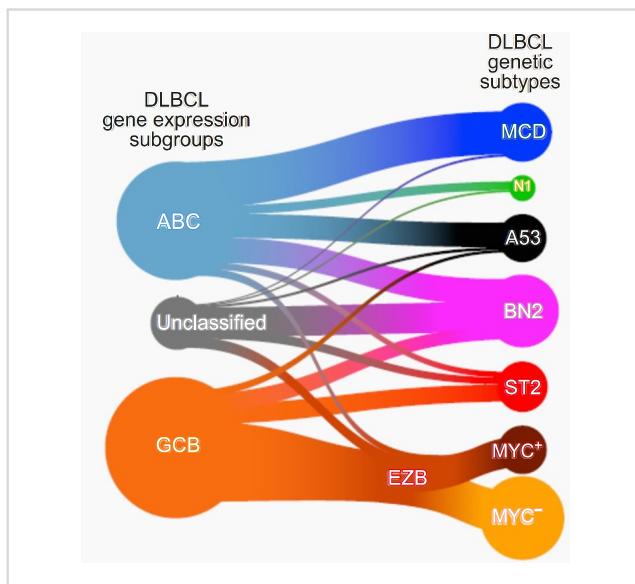 DLBCL
gene expression
subgroups
DLBCL
genetic
subtypes
ABC
Unclassified
GCB
EZB
MCD
N1
A53
BN2
ST2
MYC⁺
MYC⁻